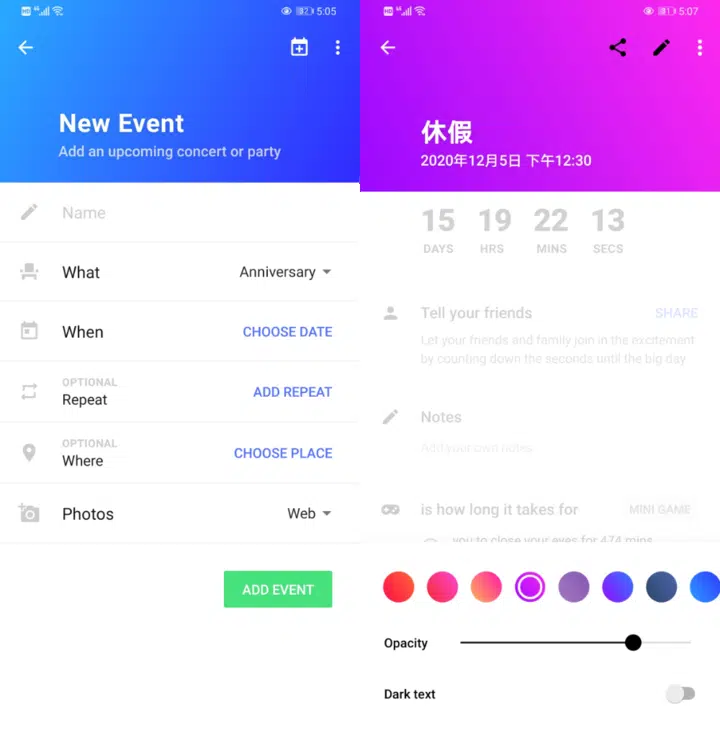 5:05
New Event
Add an upcoming concert or party
Name
What
Anniversary
When
CHOOSE DATE
OPTIONAL
Repeat
ADD REPEAT
OPTIONAL
Where
CHOOSE PLACE
Photos
Web
ADD EVENT
5:07
休假
2020年12月5日 下午12:30
15 19 22 13
DAYS HRS MINS SECS
Tell your friends
SHARE
Let your friends and family join in the excitement
by counting down the seconds until the big day
Notes
Add your own notes
is how long it takes for
MINI GAME
you to close your eyes for 474 mins
Opacity
Dark text